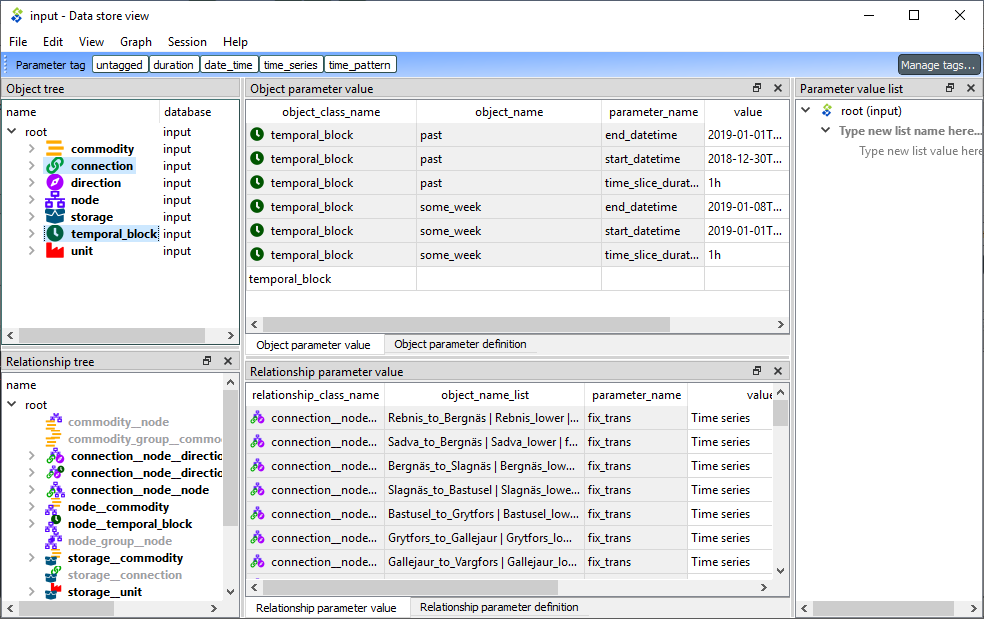 input - Data store view
File Edit View Graph Session Help
Parameter tag untagged duration date_time time_series time_pattern Manage tags...
Object tree
name database
root input
commodity input
connection input
direction input
node input
storage input
temporal_block input
unit input
Relationship tree
name
root
commodity__node
commodity_group__commo
connection__node__directic
connection__node__directic
connection__node__node
node__commodity
node__temporal_block
node_group__node
storage__commodity
storage__connection
storage__unit
Object parameter value
object_class_name object_name parameter_name value
temporal_block past end_datetime 2019-01-01T...
temporal_block past start_datetime 2018-12-30T...
temporal_block past time_slice_durat... 1h
temporal_block some_week end_datetime 2019-01-08T...
temporal_block some_week start_datetime 2019-01-01T...
temporal_block some_week time_slice_durat... 1h
temporal_block
Object parameter value Object parameter definition
Relationship parameter value
relationship_class_name object_name_list parameter_name value
connection__node... Rebnis_to_Bergnäs | Rebnis_lower |... fix_trans Time series
connection__node... Sadva_to_Bergnäs | Sadva_lower | f... fix_trans Time series
connection__node... Bergnäs_to_Slagnäs | Bergnäs_low... fix_trans Time series
connection__node... Slagnäs_to_Bastusel | Slagnäs_lowe... fix_trans Time series
connection__node... Bastusel_to_Grytfors | Bastusel_low... fix_trans Time series
connection__node... Grytfors_to_Gallejaur | Grytfors_lo... fix_trans Time series
connection__node... Gallejaur_to_Vargfors | Gallejaur_lo... fix_trans Time series
Relationship parameter value Relationship parameter definition
Parameter value list
root (input)
Type new list name here...
Type new list value here